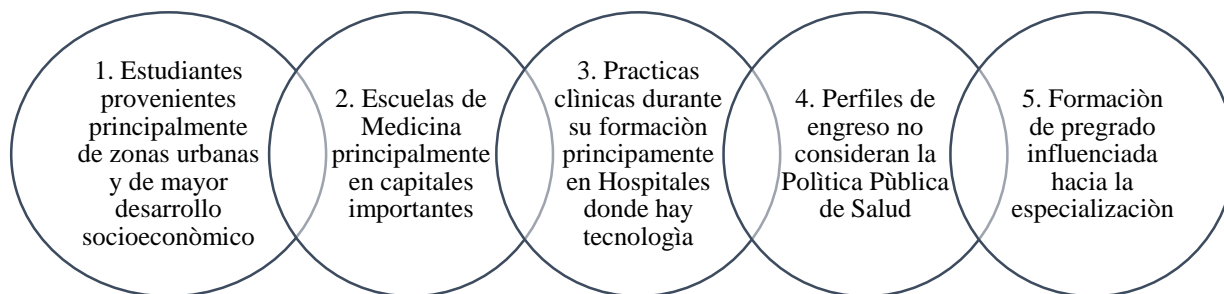 1. Estudiantes
provenientes
principalmente
de zonas urbanas
y de mayor
desarrollo
socioeconòmico
2. Escuelas de
Medicina
principalmente
en capitales
importantes
3. Practicas
clìnicas durante
su formaciòn
principamente
en Hospitales
donde hay
tecnologìa
4. Perfiles de
engreso no
consideran la
Polìtica Pùblica
de Salud
5. Formaciòn
de pregrado
influenciada
hacia la
especializaciòn